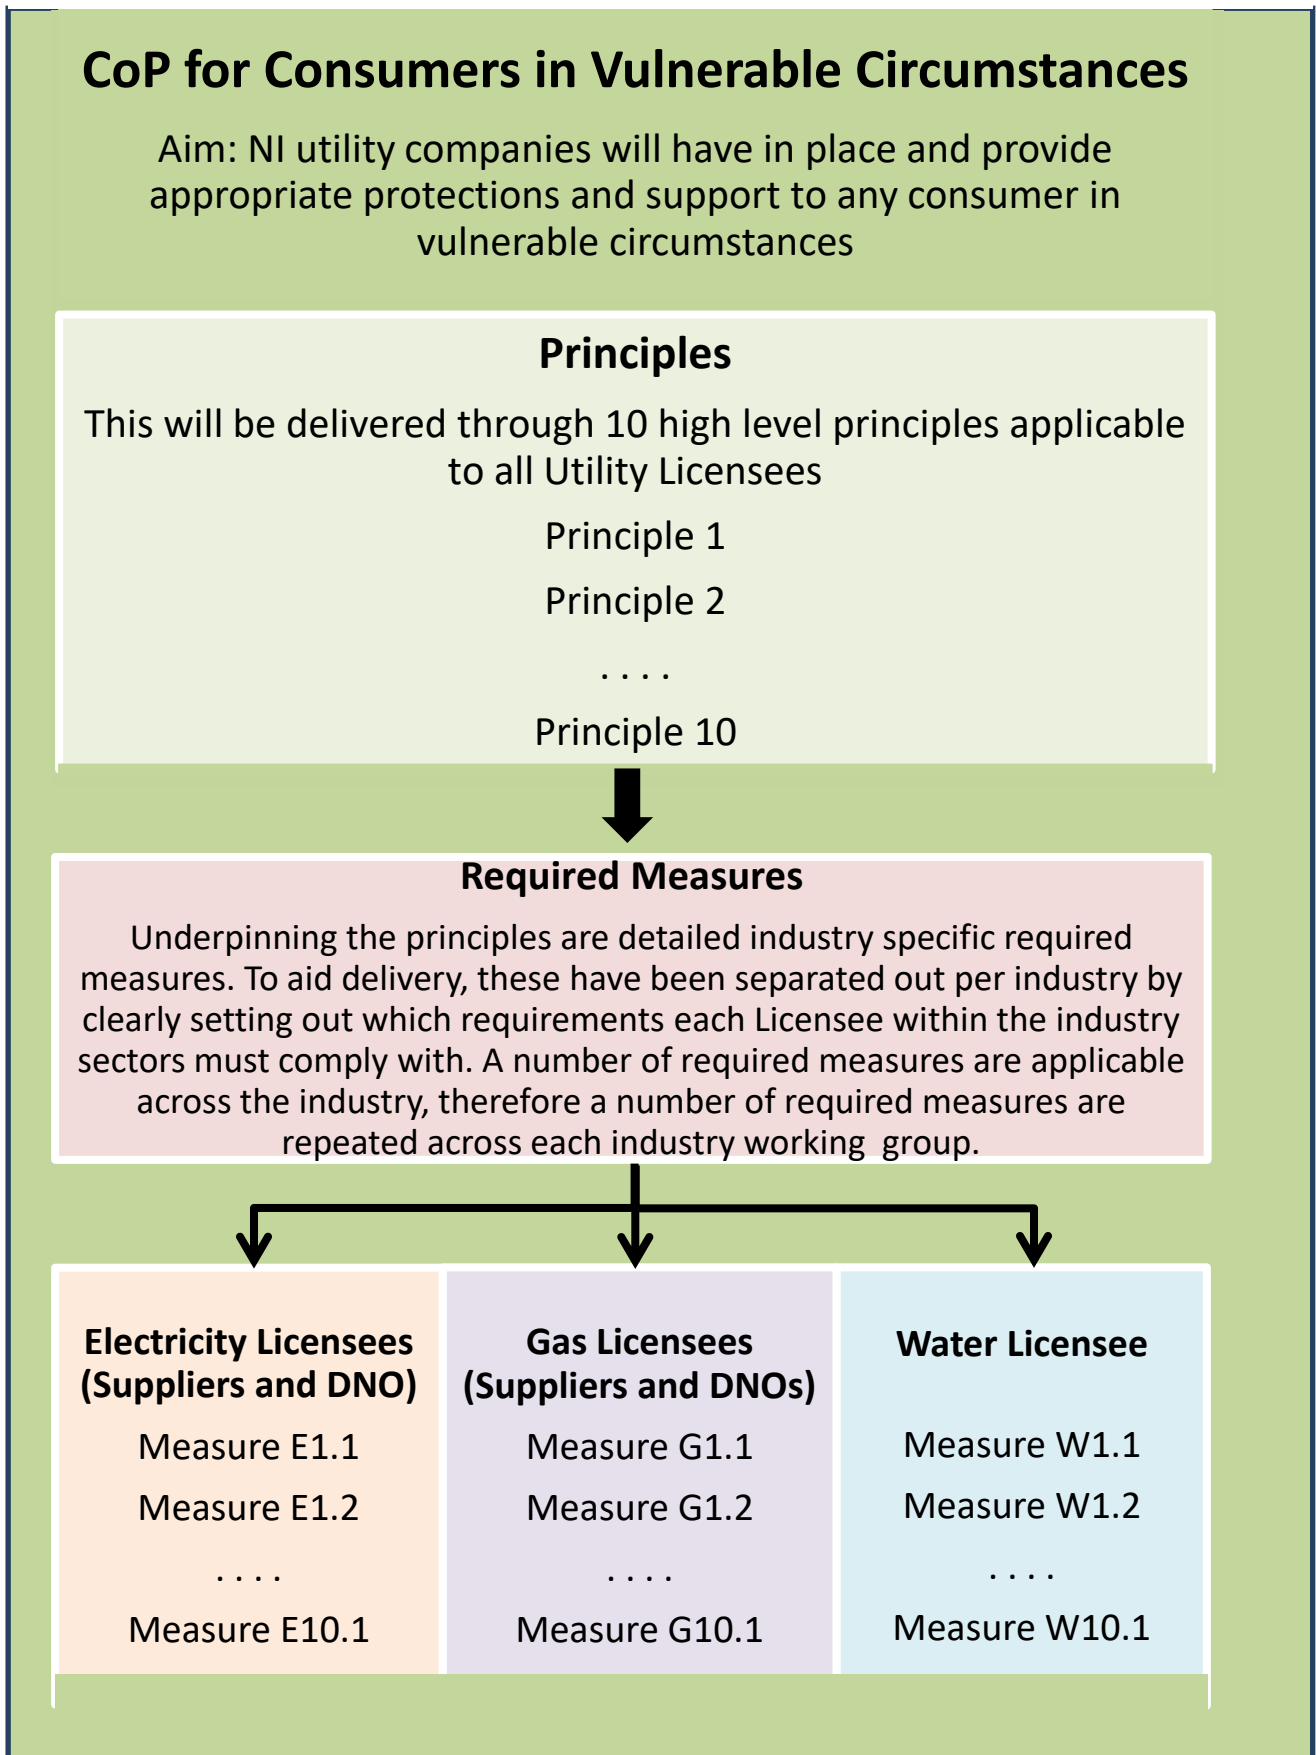 CoP for Consumers in Vulnerable Circumstances
Aim: NI utility companies will have in place and provide
appropriate protections and support to any consumer in
vulnerable circumstances
Principles
This will be delivered through 10 high level principles applicable
to all Utility Licensees
Principle 1
Principle 2
. . . .
Principle 10
Required Measures
Underpinning the principles are detailed industry specific required
measures. To aid delivery, these have been separated out per industry by
clearly setting out which requirements each Licensee within the industry
sectors must comply with. A number of required measures are applicable
across the industry, therefore a number of required measures are
repeated across each industry working  group.
Electricity Licensees
(Suppliers and DNO)
Measure E1.1
Measure E1.2
. . . .
Measure E10.1
Gas Licensees
(Suppliers and DNOs)
Measure G1.1
Measure G1.2
. . . .
Measure G10.1
Water Licensee
Measure W1.1
Measure W1.2
. . . .
Measure W10.1